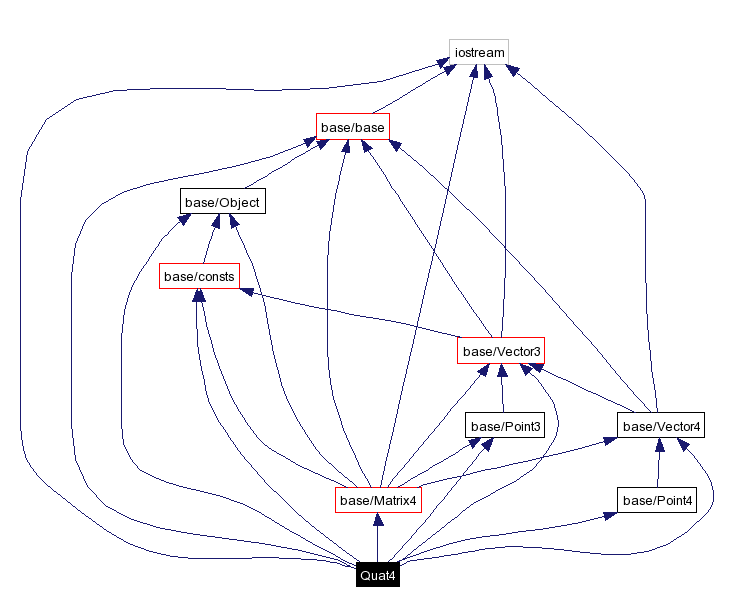 iostream
base/base
base/Object
base/consts
base/Vector3
base/Point3
base/Vector4
base/Matrix4
base/Point4
Quat4